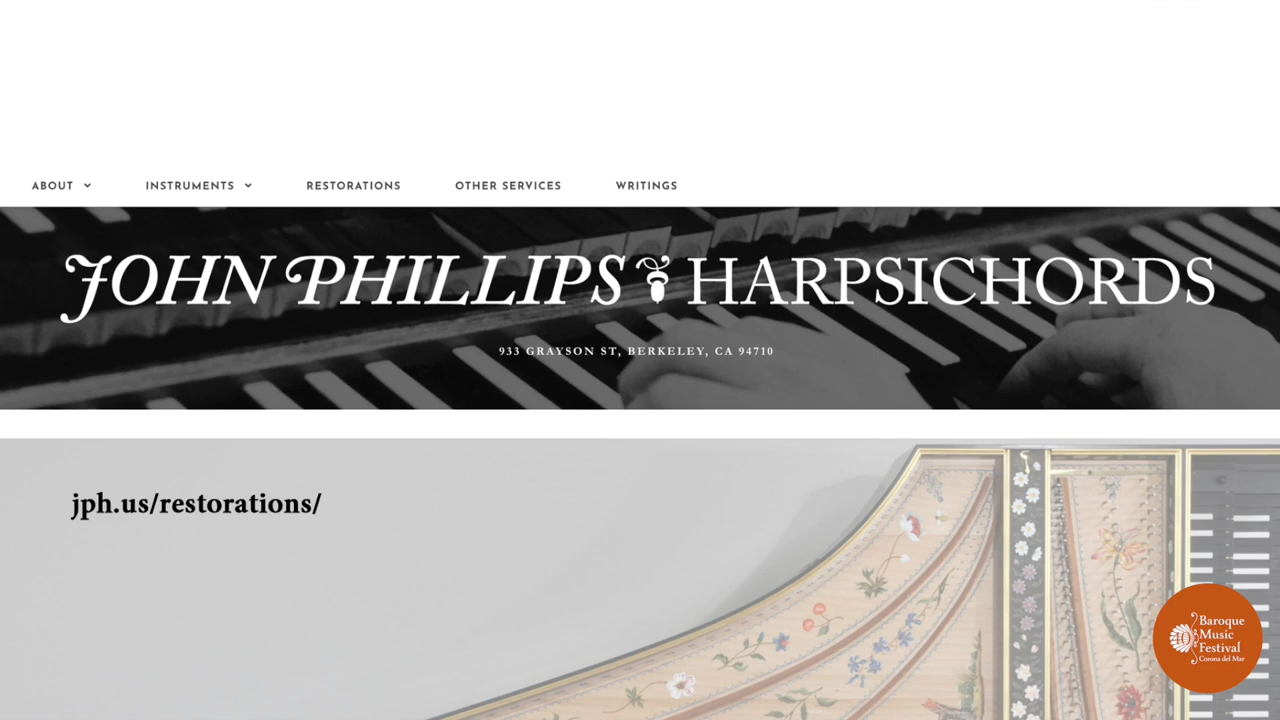 ABOUT INSTRUMENTS RESTORATIONS OTHER SERVICES WRITINGS
JOHN PHILLIPS HARPSICHORDS
933 GRAYSON ST, BERKELEY, CA 94710
jph.us/restorations/
Baroque
Music
Festival
Corona del Mar